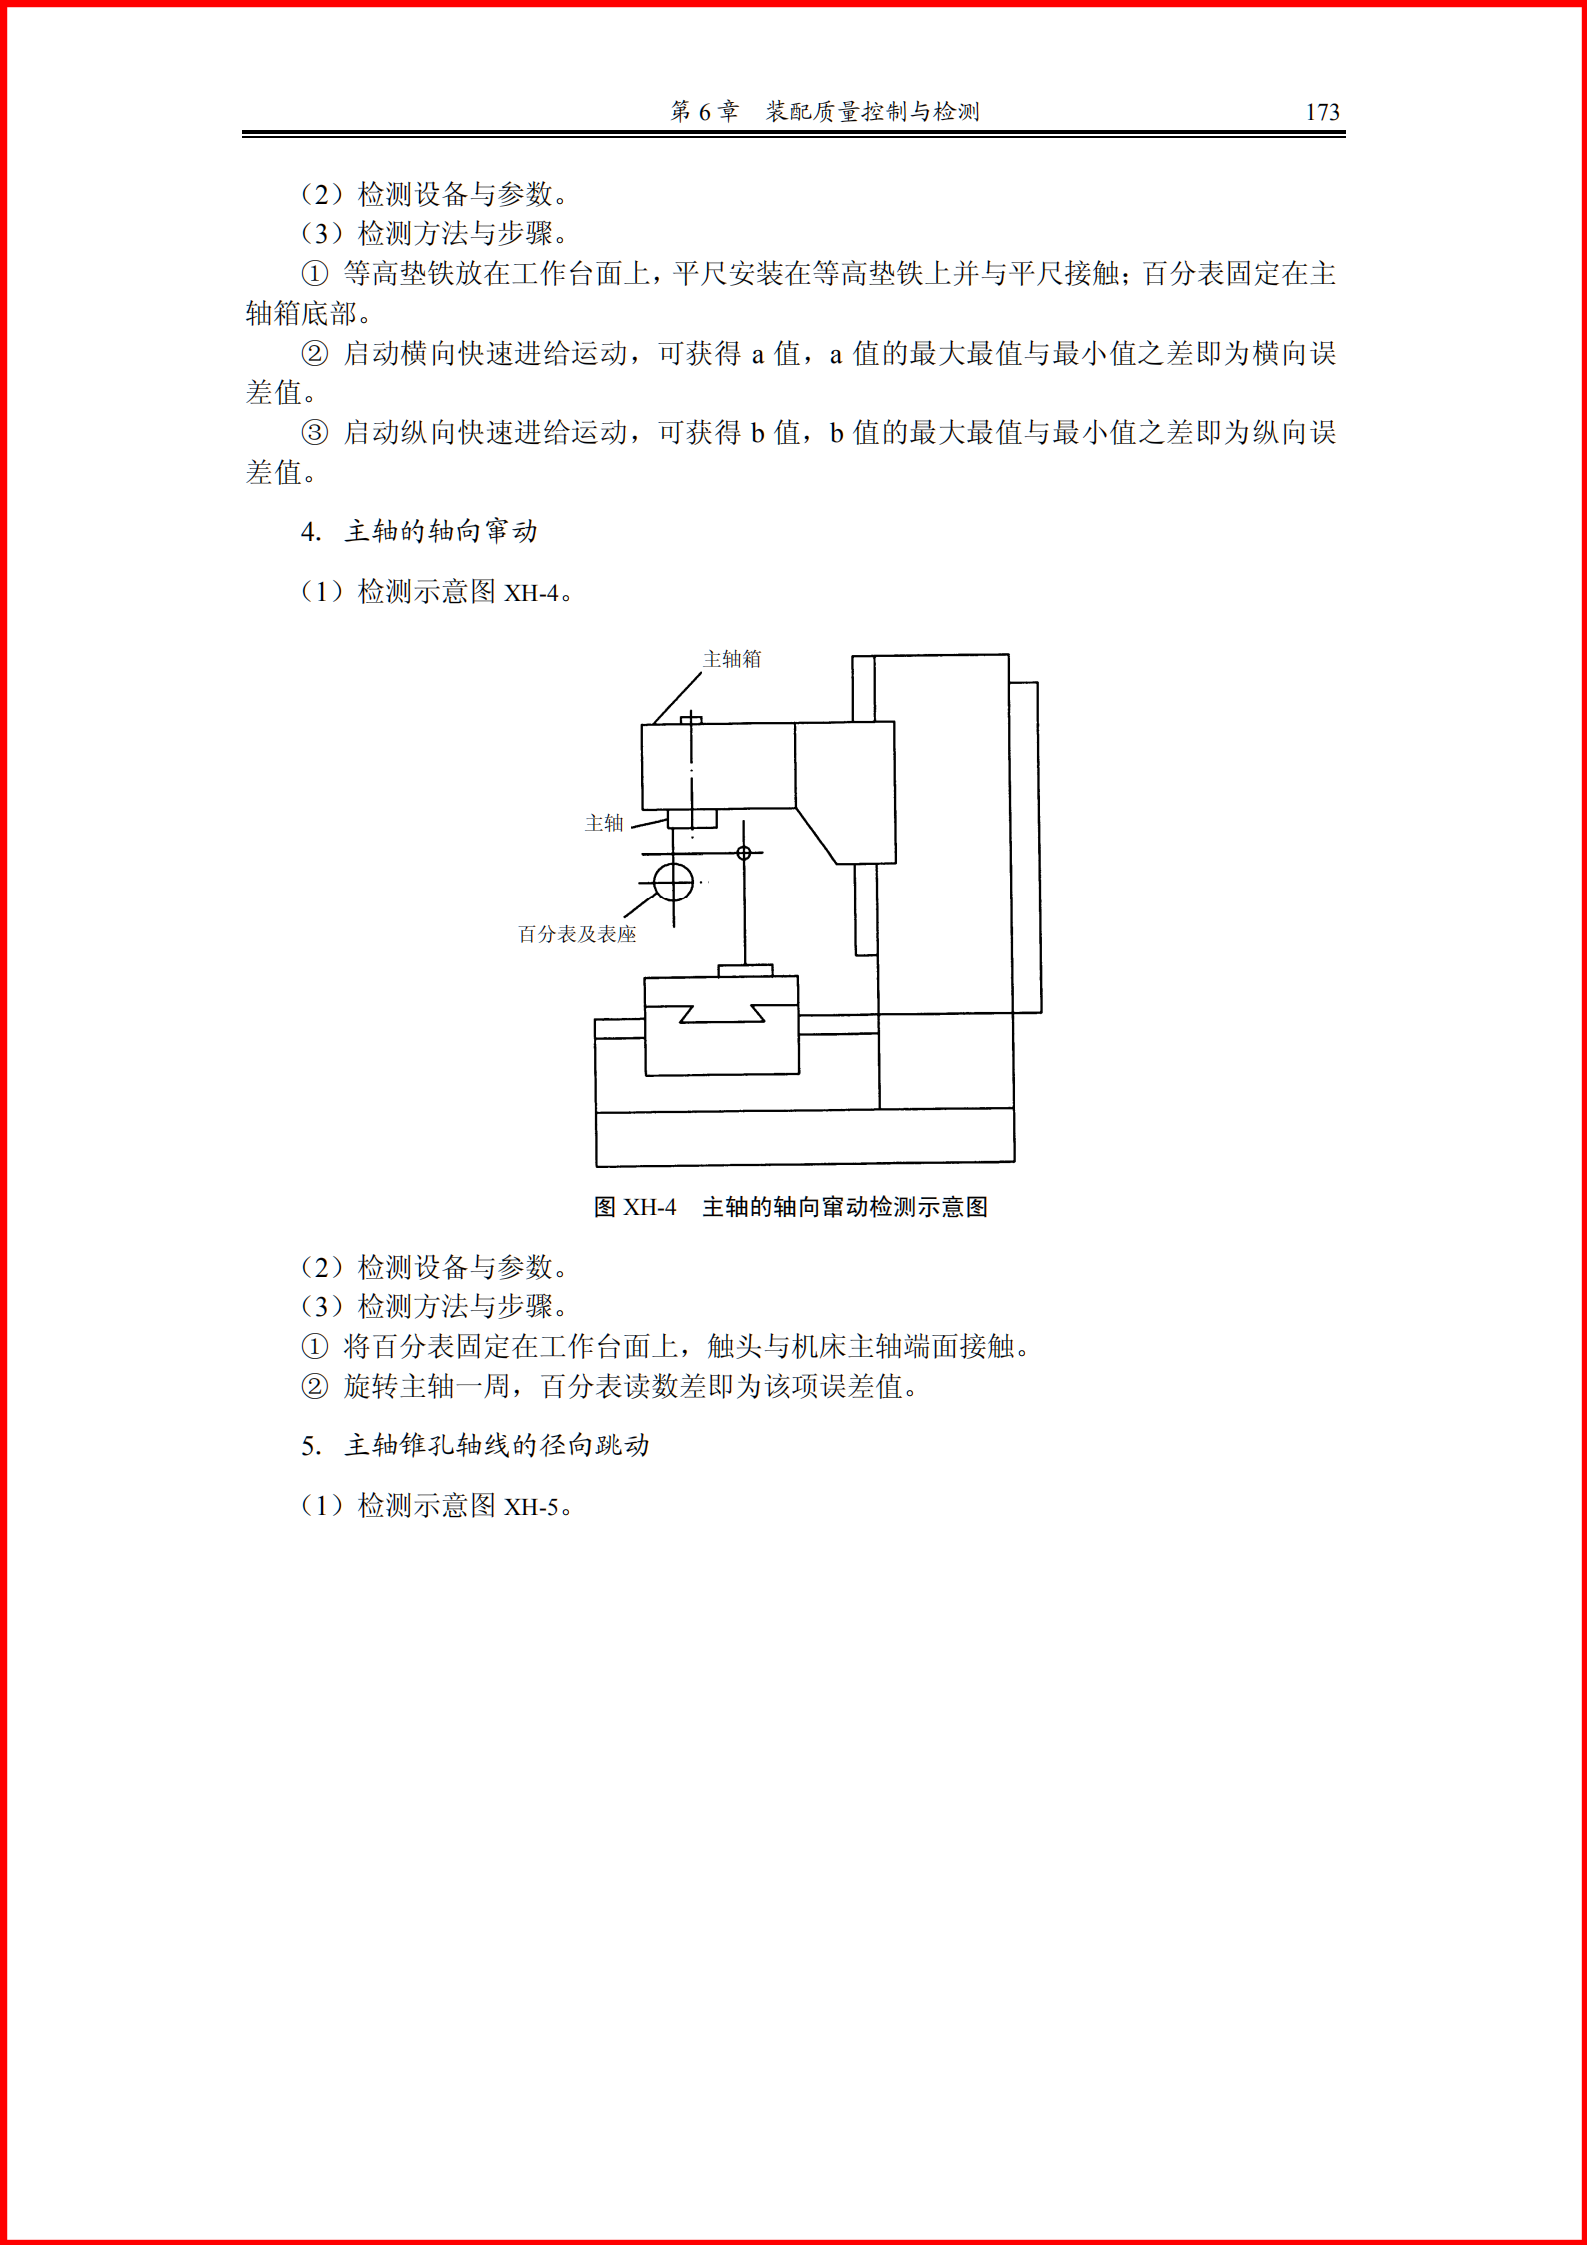 第 6 章 装配质量控制与检测 173
（2）检测设备与参数。
（3）检测方法与步骤。
① 等高垫铁放在工作台面上，平尺安装在等高垫铁上并与平尺接触；百分表固定在主
轴箱底部。
② 启动横向快速进给运动，可获得 a 值，a 值的最大最值与最小值之差即为横向误
差值。
③ 启动纵向快速进给运动，可获得 b 值，b 值的最大最值与最小值之差即为纵向误
差值。
4. 主轴的轴向窜动
（1）检测示意图 XH-4。
主轴箱
主轴
百分表及表座
图 XH-4 主轴的轴向窜动检测示意图
（2）检测设备与参数。
（3）检测方法与步骤。
① 将百分表固定在工作台面上，触头与机床主轴端面接触。
② 旋转主轴一周，百分表读数差即为该项误差值。
5. 主轴锥孔轴线的径向跳动
（1）检测示意图 XH-5。